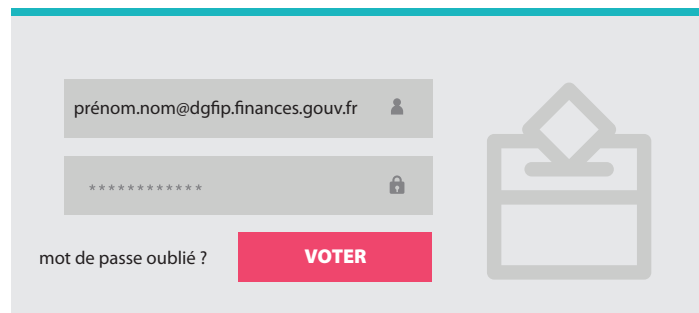 prénom.nom@dgfip.finances.gouv.fr
************
mot de passe oublié ?
VOTER